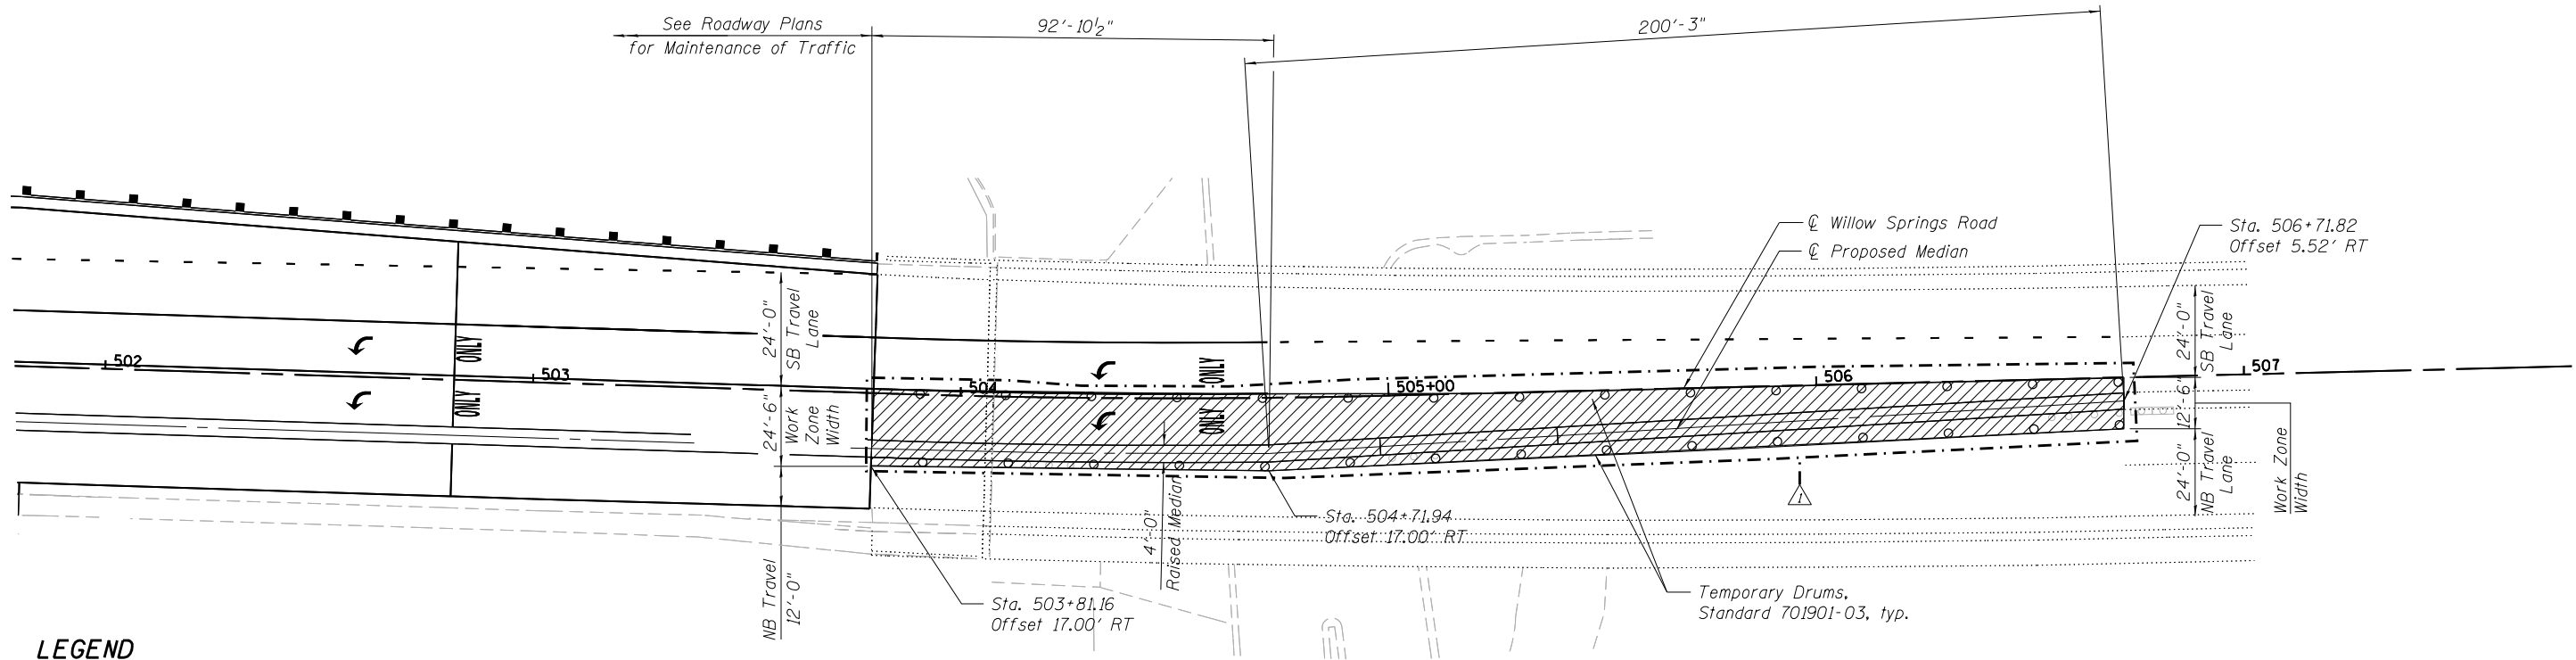 See Roadway Plans
for Maintenance of Traffic
92'-10½"
200'-3"
℄ Willow Springs Road
℄ Proposed Median
Sta. 506+71.82
Offset 5.52' RT
24'-0"
SB Travel
Lane
24'-6"
Work
Zone
Width
NB Travel
12'-0"
502
503
504
505+00
506
507
ONLY
ONLY
ONLY
ONLY
4'-0"
Raised Median
Sta. 503+81.16
Offset 17.00' RT
Sta. 504+71.94
Offset 17.00' RT
1
Temporary Drums,
Standard 701901-03, typ.
24'-0"
SB Travel
Lane
12'-6"
24'-0"
NB Travel
Lane
Work Zone
Width
LEGEND